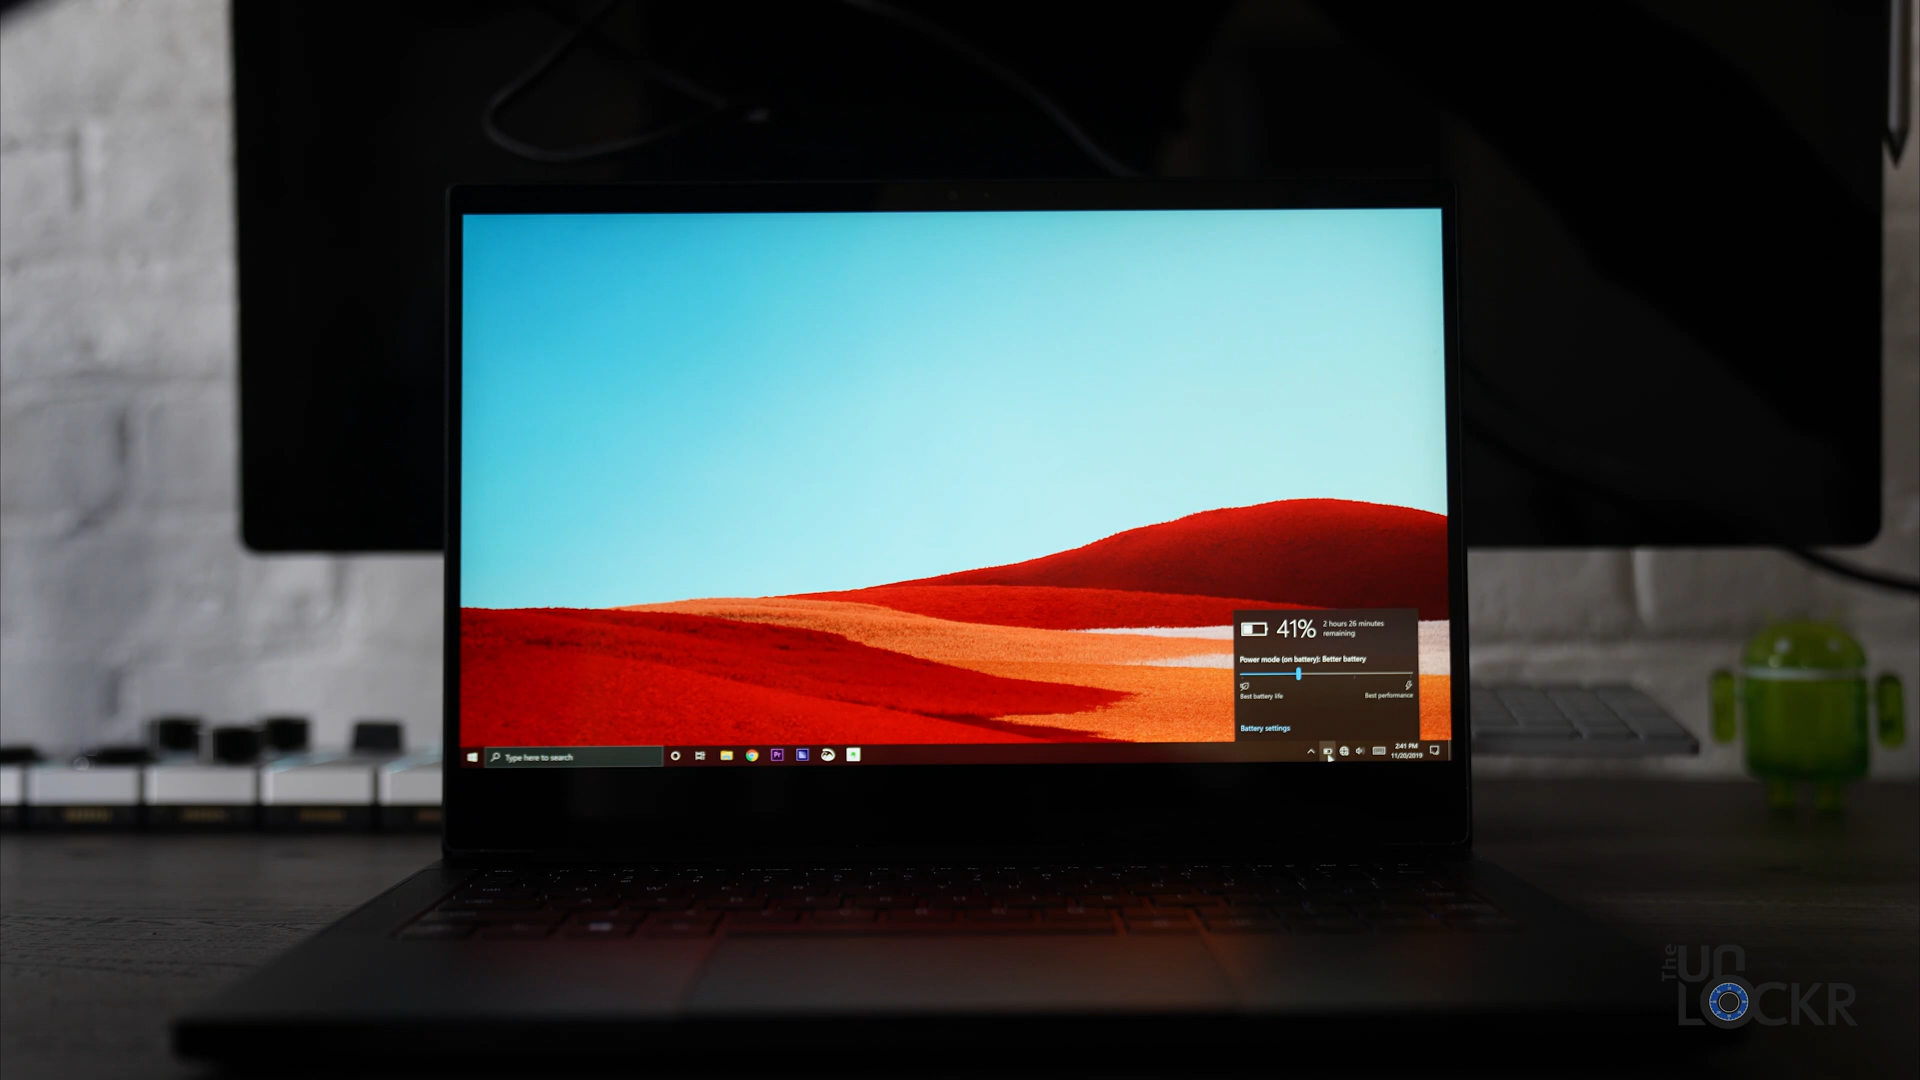 41%
2 hours 26 minutes
remaining
Power mode (on battery): Better battery
Best battery life
Best performance
Battery settings
Type here to search
Pr
2:41 PM
11/20/2019
The
UN
LOCKR